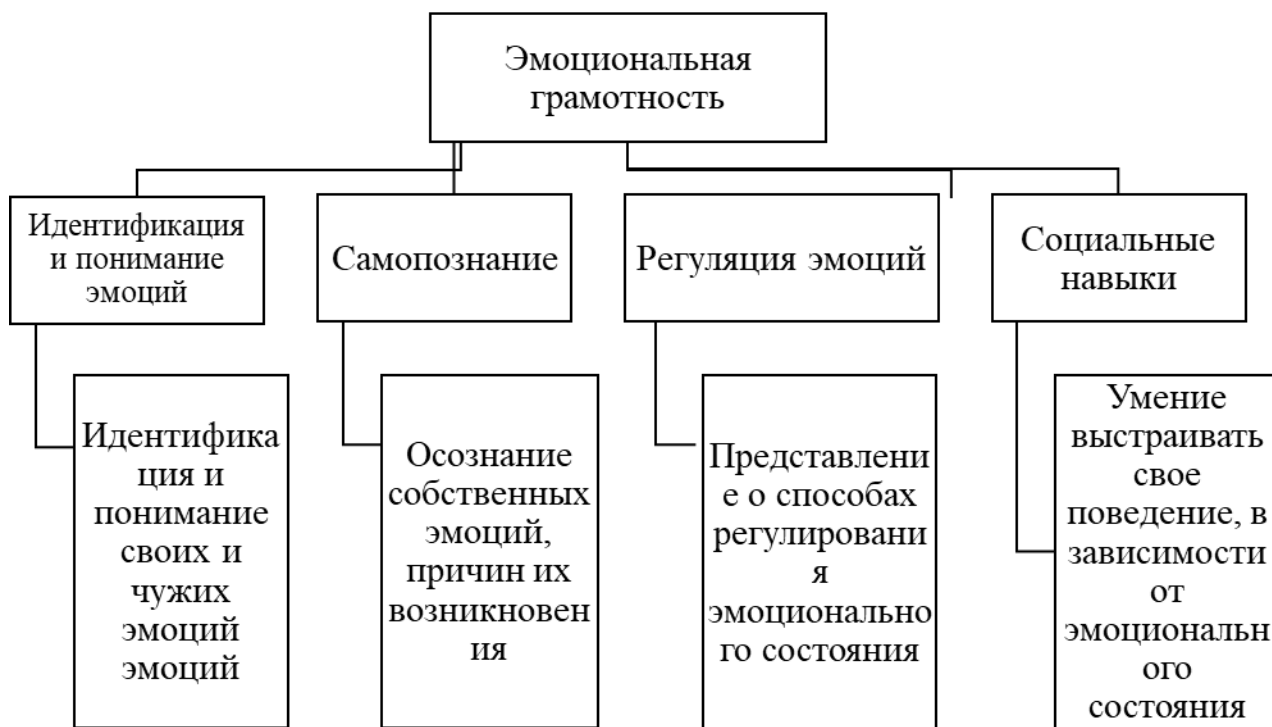 Эмоциональная
грамотность
Идентификация
и понимание
эмоций
Самопознание
Регуляция эмоций
Социальные
навыки
Идентифика
ция и
понимание
своих и
чужих
эмоций
эмоций
Осознание
собственных
эмоций,
причин их
возникновен
ия
Представлени
е о способах
регулировани
я
эмоционально
го состояния
Умение
выстраивать
свое
поведение, в
зависимости
от
эмоциональн
ого
состояния